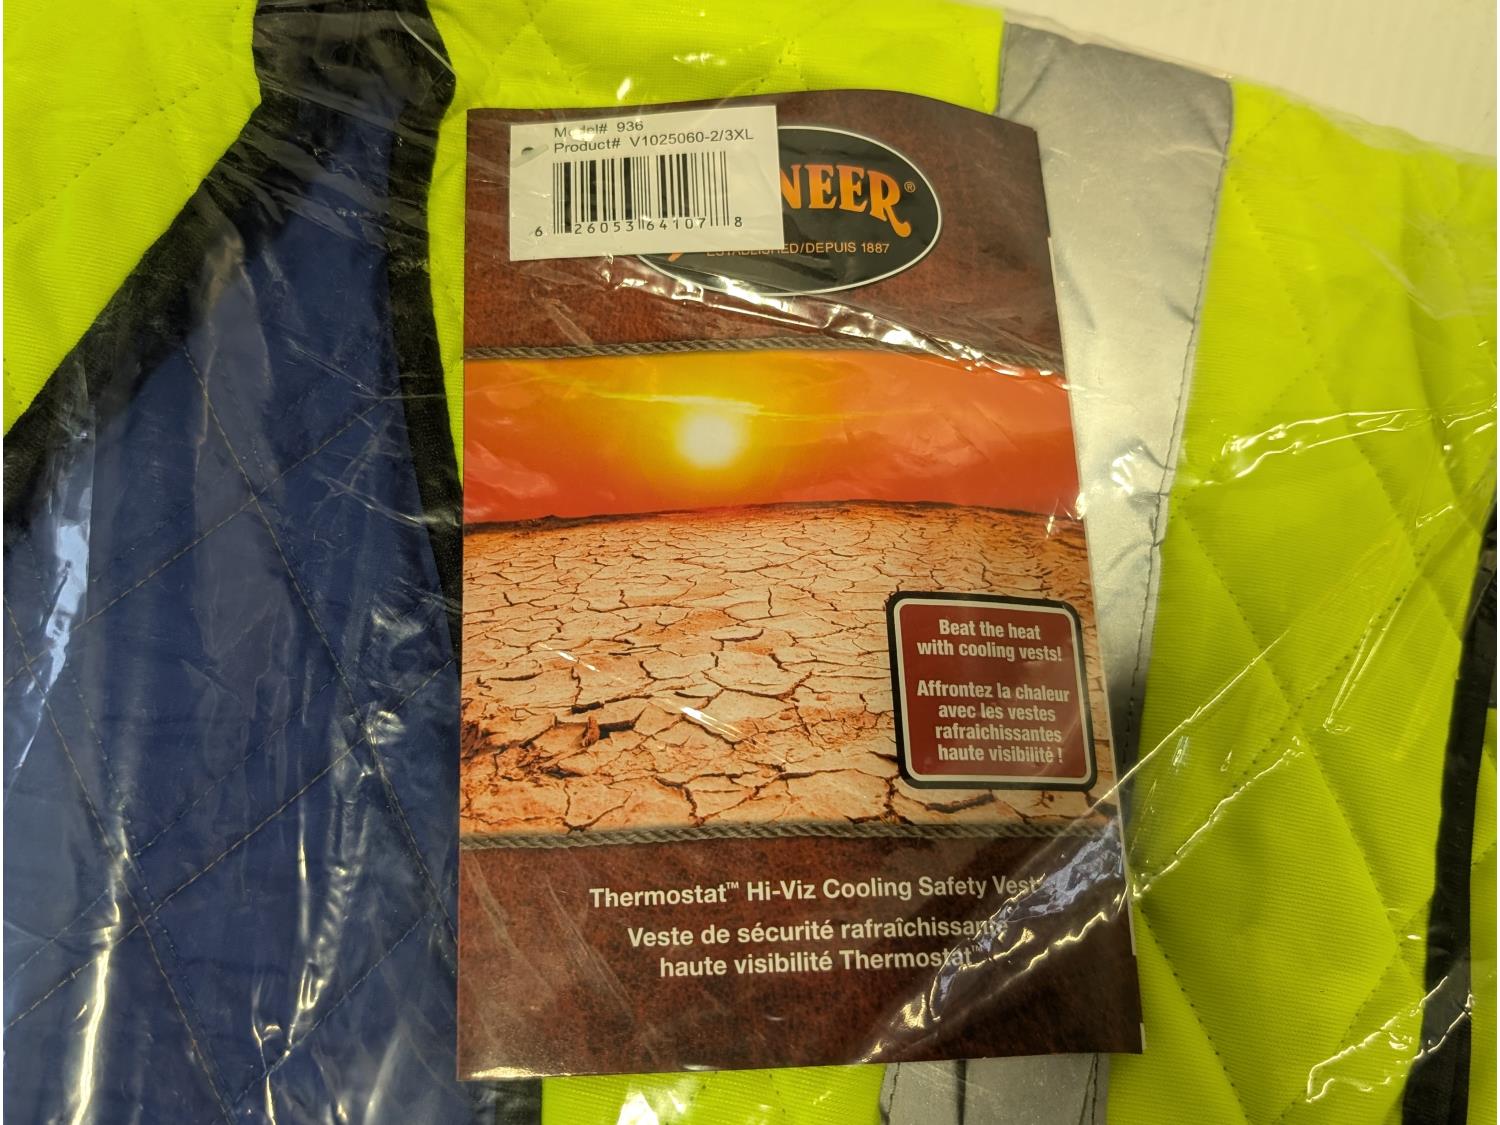 Model# 936
Product# V1025060-2/3XL
6 26053 64107 8
NEER®
ESTABLISHED/DEPUIS 1887
Beat the heat
with cooling vests!
Affrontez la chaleur
avec les vestes
rafraichissantes
haute visibilité !
Thermostat™ Hi-Viz Cooling Safety Vest
Veste de sécurité rafraîchissante
haute visibilité Thermostat™